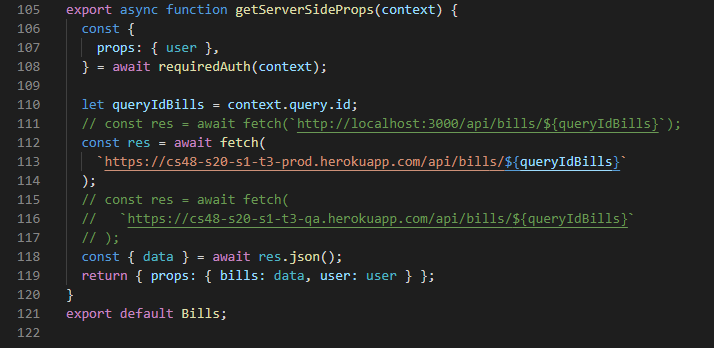 105 export async function getServerSideProps(context) {
106 const {
107 props: { user },
108 } = await requiredAuth(context);
109
110 let queryIdBills = context.query.id;
111 // const res = await fetch(`http://localhost:3000/api/bills/${queryIdBills}`);
112 const res = await fetch(
113 `https://cs48-s20-s1-t3-prod.herokuapp.com/api/bills/${queryIdBills}`
114 );
115 // const res = await fetch(
116 //   `https://cs48-s20-s1-t3-qa.herokuapp.com/api/bills/${queryIdBills}`
117 // );
118 const { data } = await res.json();
119 return { props: { bills: data, user: user } };
120 }
121 export default Bills;
122